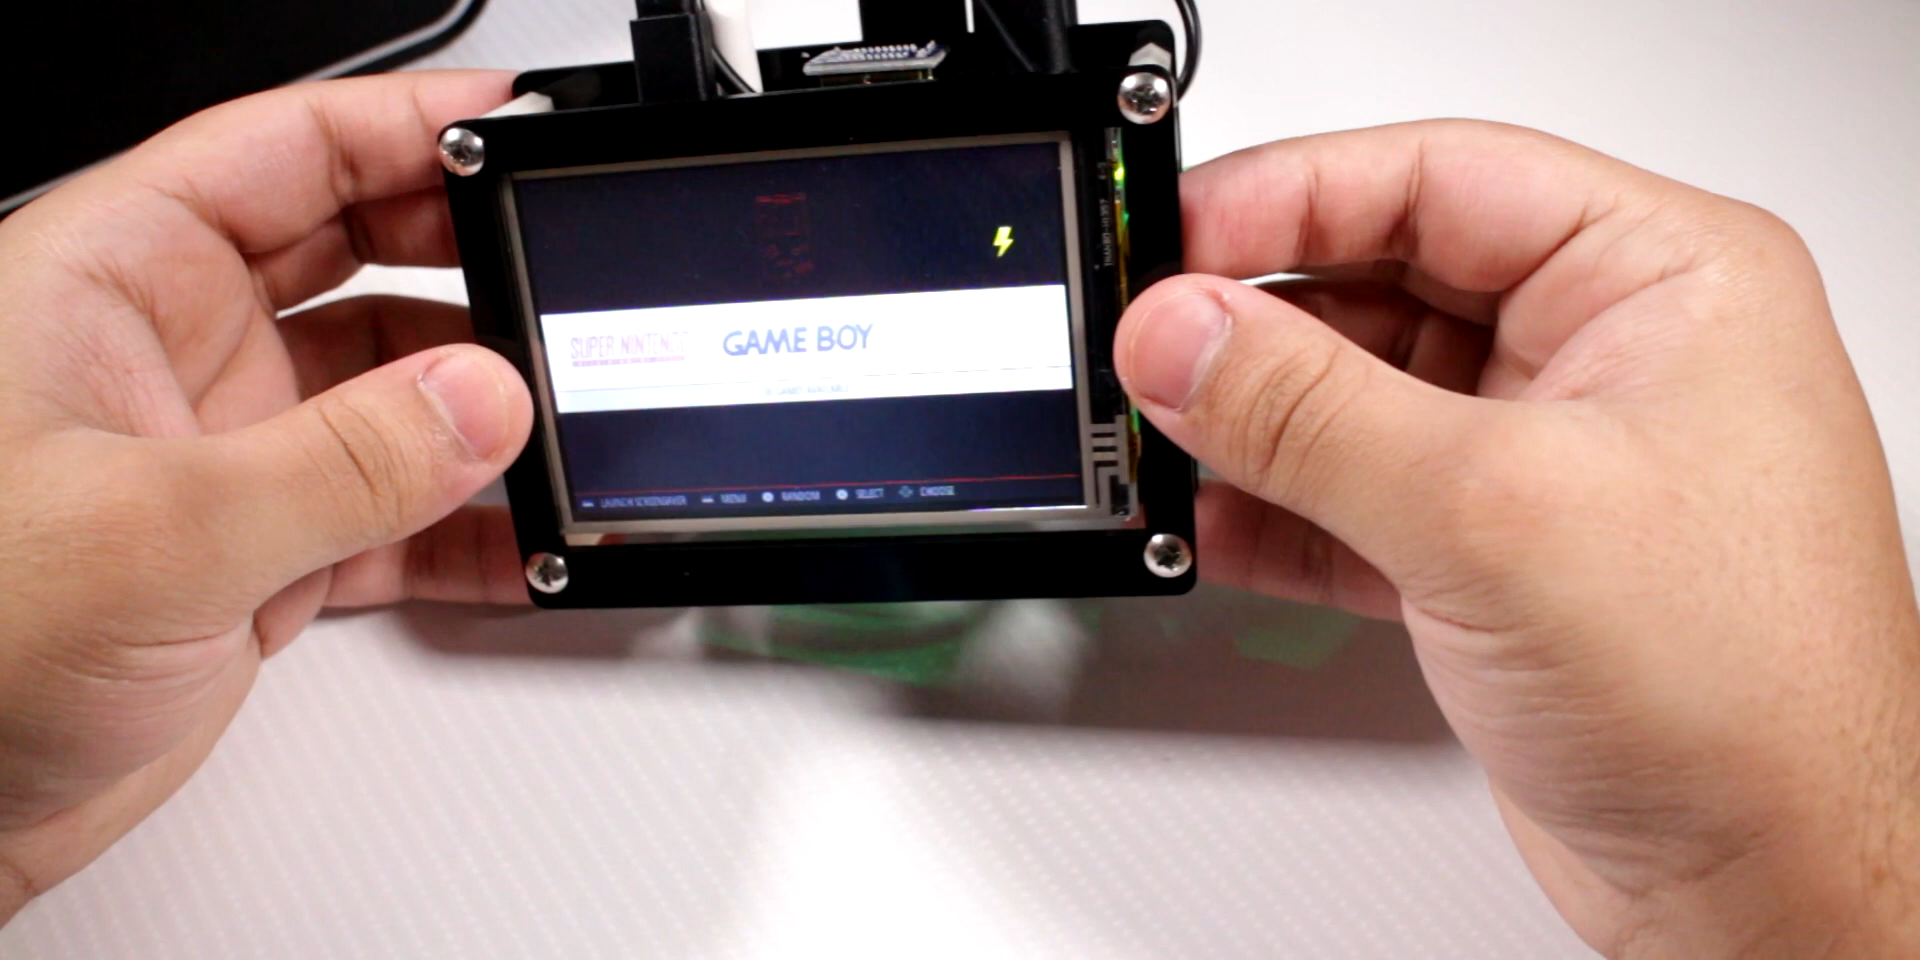 SUPER NINTENDO
GAME BOY
LAUNCH SCREENSAVER MENU RANDOM SELECT CHOOSE